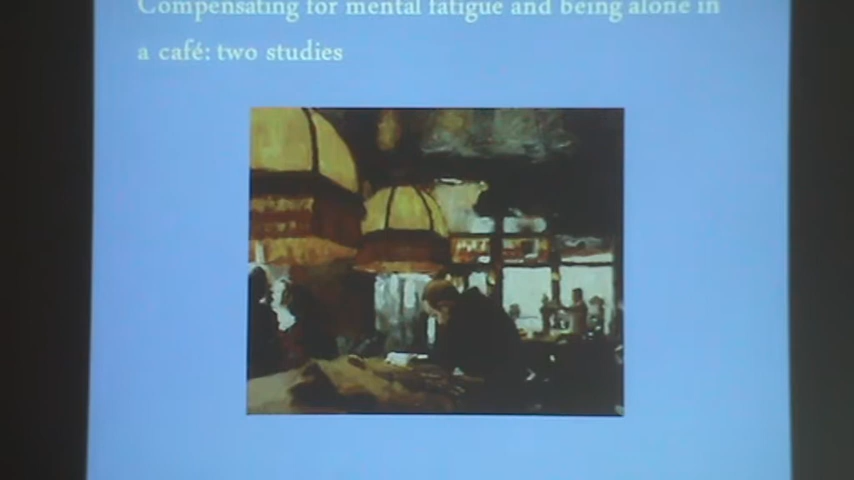 Compensating for mental fatigue and being alone in
a café: two studies